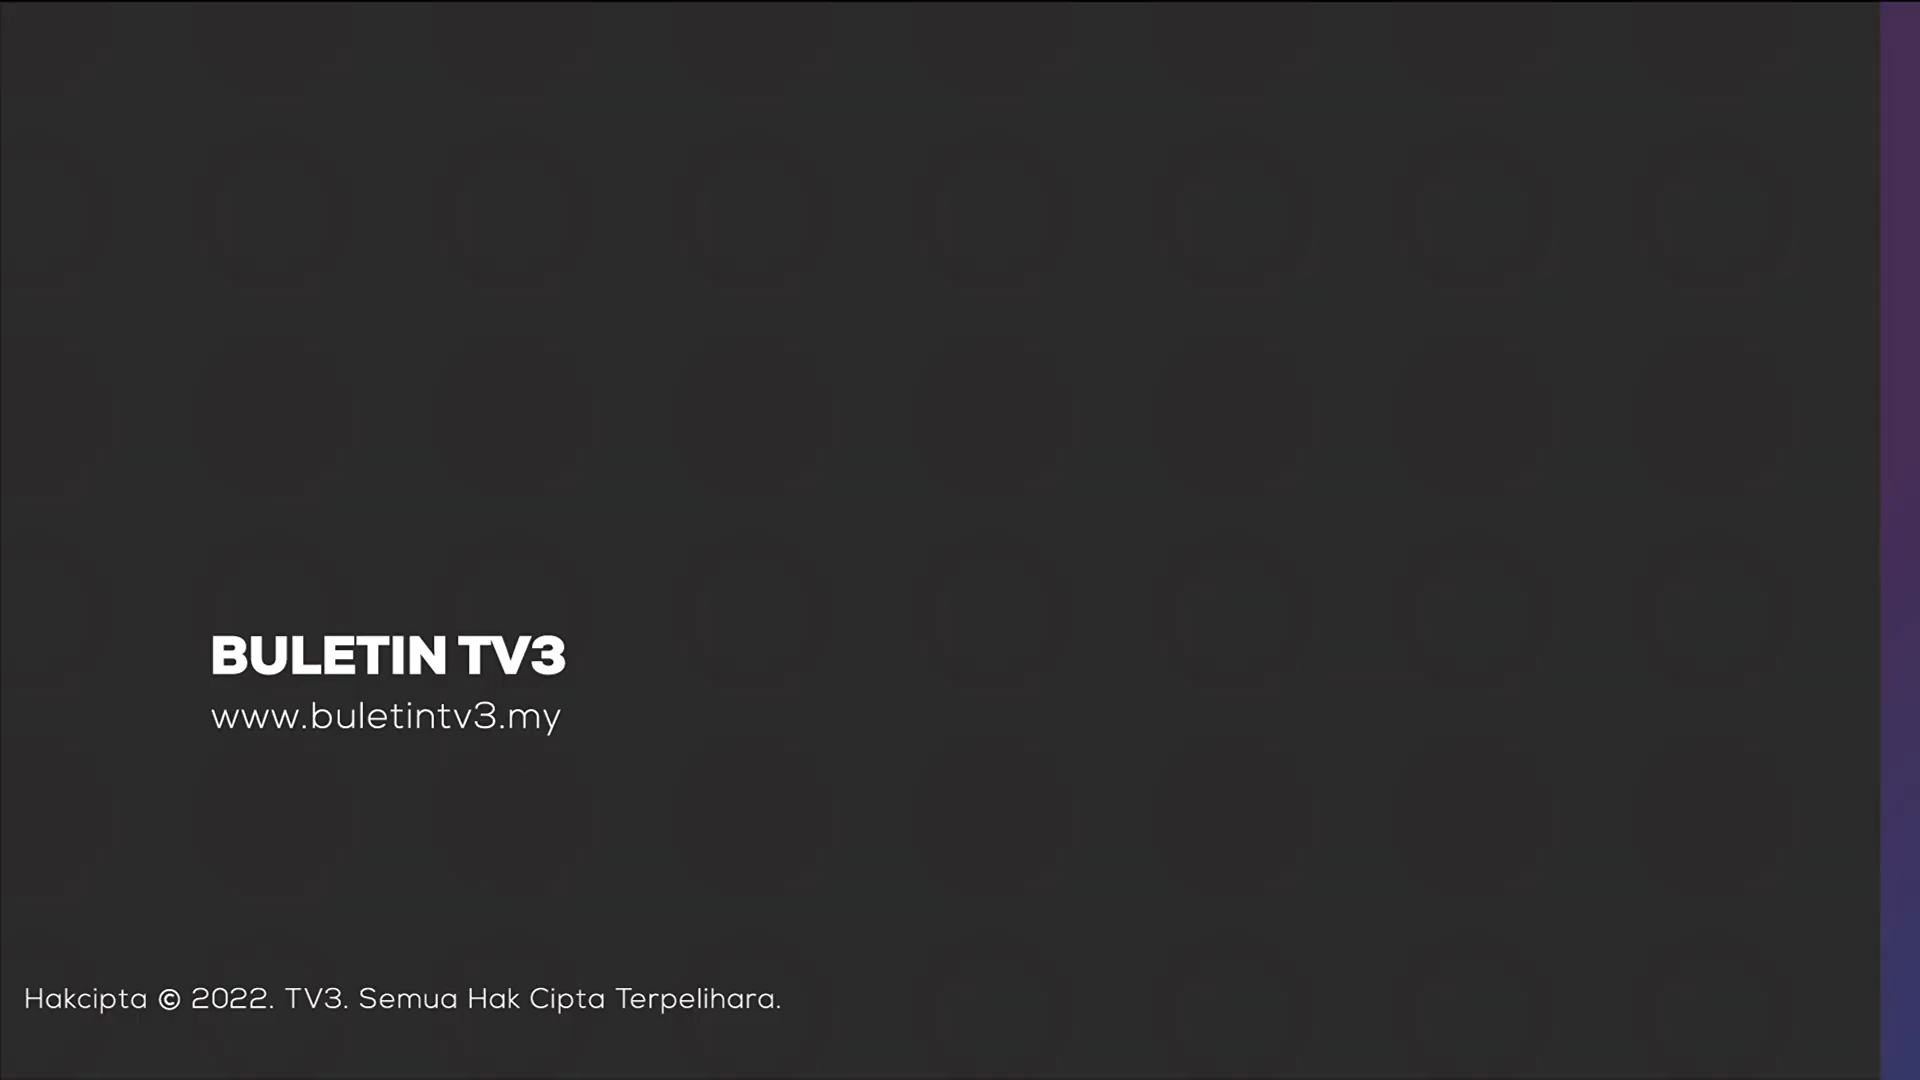 BULETIN TV3
www.buletintv3.my
Hakcipta © 2022. TV3. Semua Hak Cipta Terpelihara.